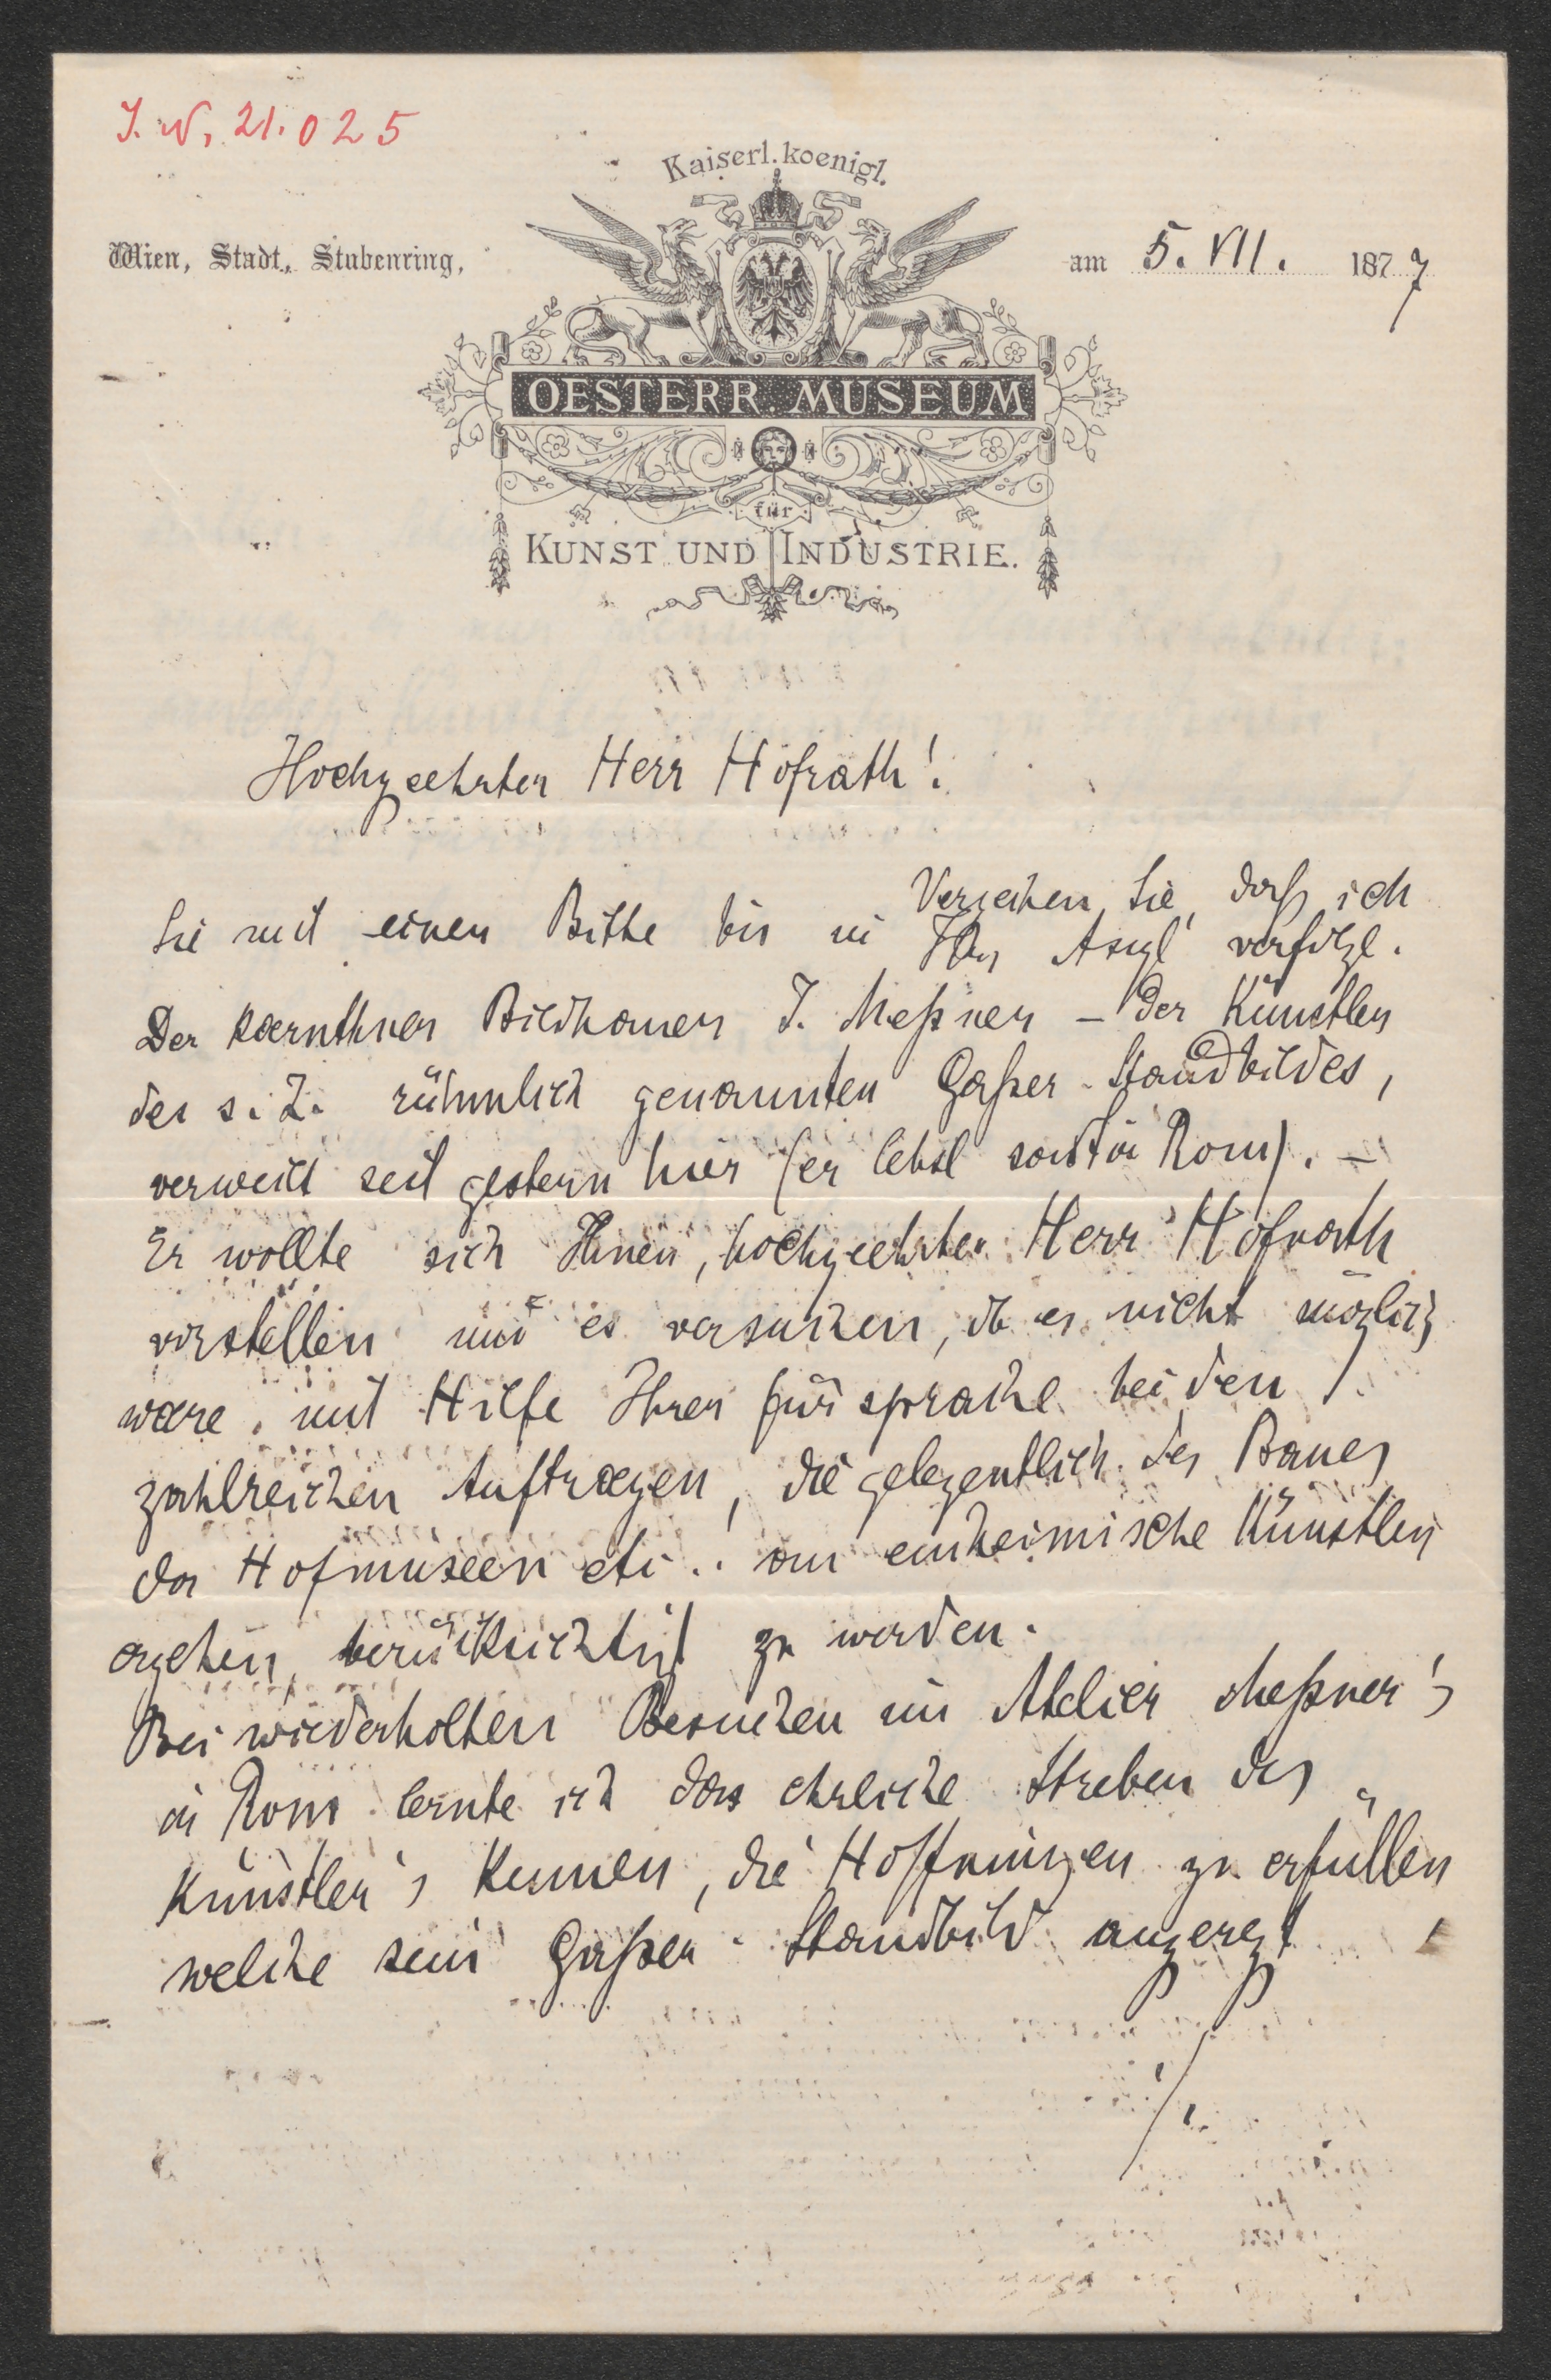 I. N. 21.025
Kaiserl. koenigl.
Wien, Stadt, Stubenring,
am 5. VII. 1877
OESTERR. MUSEUM
für
KUNST UND INDUSTRIE.
Hochgeehrter Herr Hofrath!
Verzeihen Sie, daß ich
Sie mit einer Bitte bis in Ihr Asyl verfolge.
Der kaernthner Bildhauer J. Meßner – der Künstler
des s. Z. rühmlich genannten Gaßer-Standbildes,
verweilt seit gestern hier (er lebt sonst in Rom). –
Er wollte sich Ihnen, hochgeehrter Herr Hofrath
vorstellen und es versuchen, ob es nicht möglich
waere, mit Hilfe Ihrer Fürsprache bei den
zahlreichen Auftraegen, die gelegentlich des Baues
der Hofmuseen etc. an einheimische Künstler
ergehen, berücksichtigt zu werden.
Bei wiederholten Besuchen im Atelier Meßner's
in Rom lernte ich das ehrliche Streben des
Künstler's kennen, die Hoffnungen zu erfüllen
welche sein Gaßer-Standbild angeregt
./.